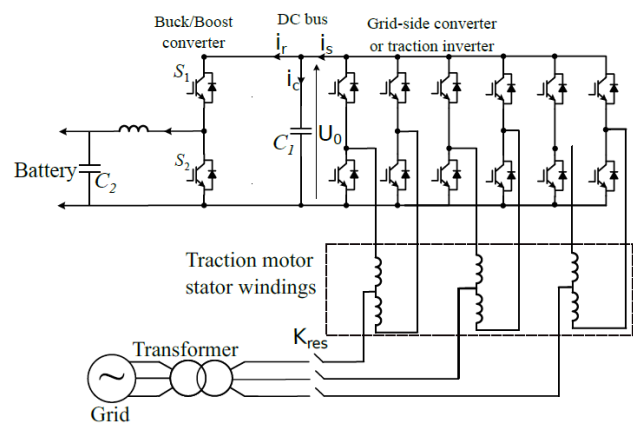 Buck/Boost
converter
DC bus
Grid-side converter
or traction inverter
i_r
i_s
S_1
i_c
C_1
U_0
S_2
Battery
C_2
Traction motor
stator windings
K_res
Transformer
~
Grid